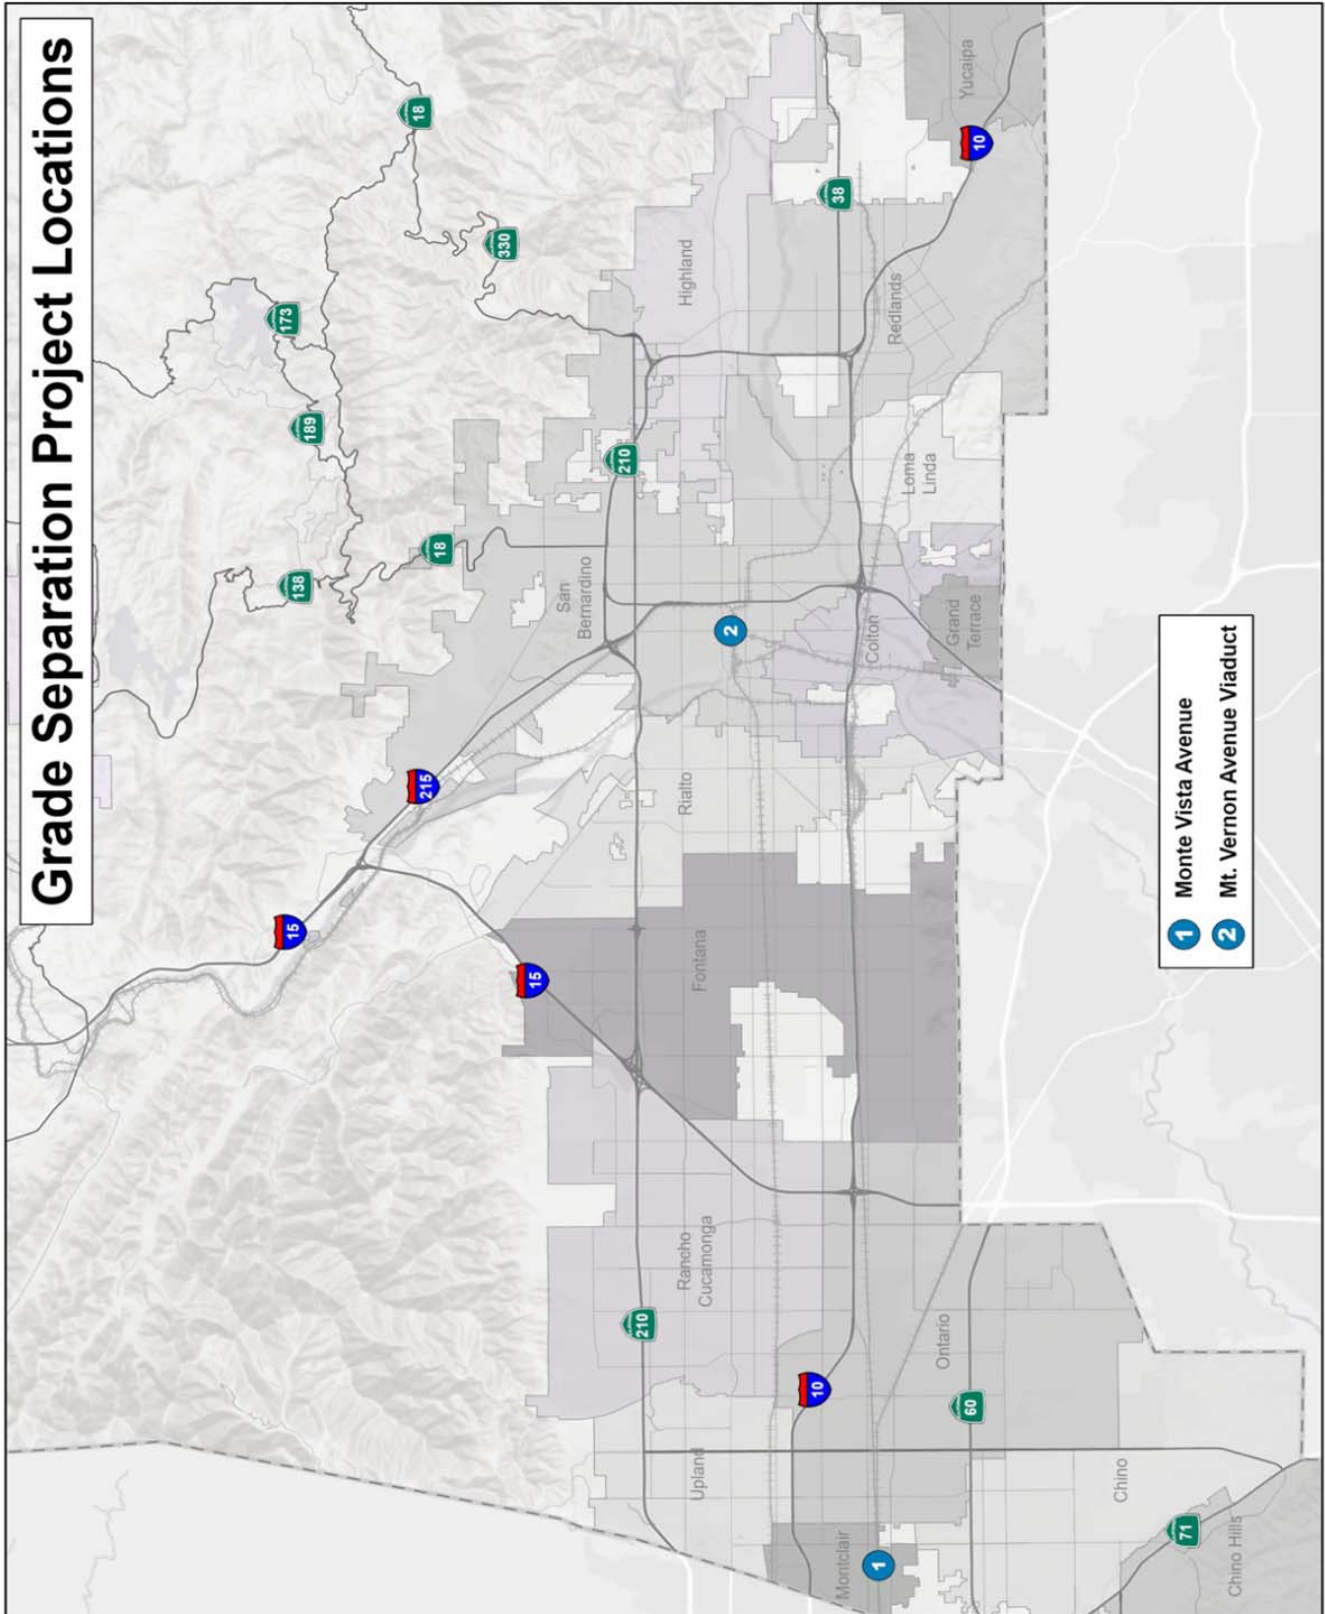 Grade Separation Project Locations
18
330
173
189
138
18
215
15
15
210
210
38
10
10
60
71
Yucaipa
Highland
Redlands
Loma
Linda
San
Bernardino
Colton
Grand
Terrace
Rialto
Fontana
Rancho
Cucamonga
Ontario
Upland
Montclair
Chino
Chino Hills
2
1
1 Monte Vista Avenue
2 Mt. Vernon Avenue Viaduct